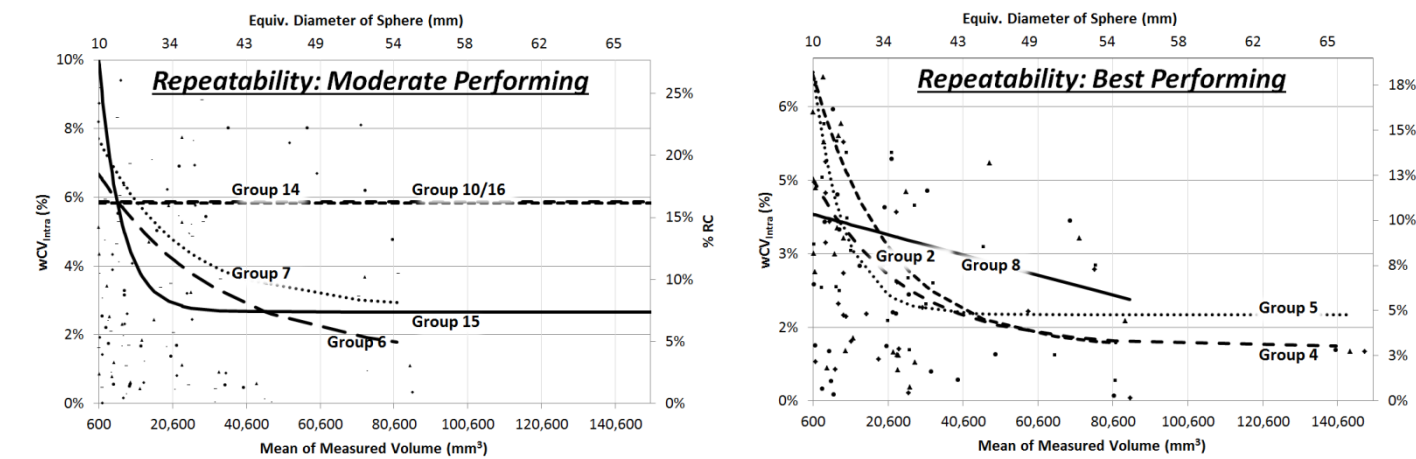 Equiv. Diameter of Sphere (mm)
10 34 43 49 54 58 62 65
Repeatability: Moderate Performing
10%
8%
6%
4%
2%
0%
wCVIntra (%)
25%
20%
15%
10%
5%
0%
% RC
Group 14
Group 10/16
Group 7
Group 15
Group 6
600 20,600 40,600 60,600 80,600 100,600 120,600 140,600
Mean of Measured Volume (mm³)
Equiv. Diameter of Sphere (mm)
10 34 43 49 54 58 62 65
Repeatability: Best Performing
6%
5%
3%
2%
0%
wCVIntra (%)
18%
15%
13%
10%
8%
5%
3%
0%
% RC
Group 2
Group 8
Group 5
Group 4
600 20,600 40,600 60,600 80,600 100,600 120,600 140,600
Mean of Measured Volume (mm³)